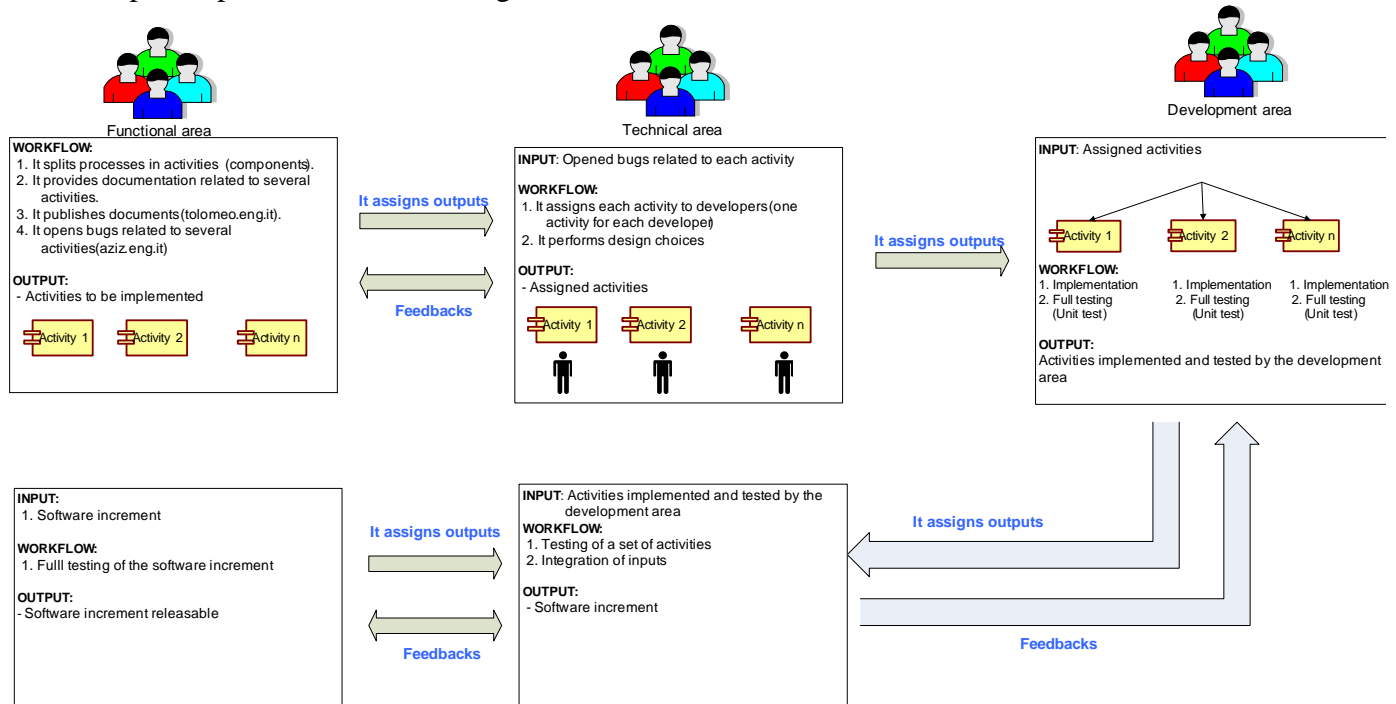 Functional area
WORKFLOW:
1. It splits processes in activities (components).
2. It provides documentation related to several
activities.
3. It publishes documents(tolomeo.eng.it).
4. It opens bugs related to several
activities(aziz.eng.it)
OUTPUT:
- Activities to be implemented
Activity 1
Activity 2
Activity n
It assigns outputs
Feedbacks
Technical area
INPUT: Opened bugs related to each activity
WORKFLOW:
1. It assigns each activity to developers(one
activity for each developer)
2. It performs design choices
OUTPUT:
- Assigned activities
Activity 1
Activity 2
Activity n
It assigns outputs
Development area
INPUT: Assigned activities
Activity 1
Activity 2
Activity n
WORKFLOW:
1. Implementation
2. Full testing
(Unit test)
1. Implementation
2. Full testing
(Unit test)
1. Implementation
2. Full testing
(Unit test)
OUTPUT:
Activities implemented and tested by the development
area
INPUT:
1. Software increment
WORKFLOW:
1. Fulll testing of the software increment
OUTPUT:
- Software increment releasable
It assigns outputs
Feedbacks
INPUT: Activities implemented and tested by the
development area
WORKFLOW:
1. Testing of a set of activities
2. Integration of inputs
OUTPUT:
- Software increment
It assigns outputs
Feedbacks